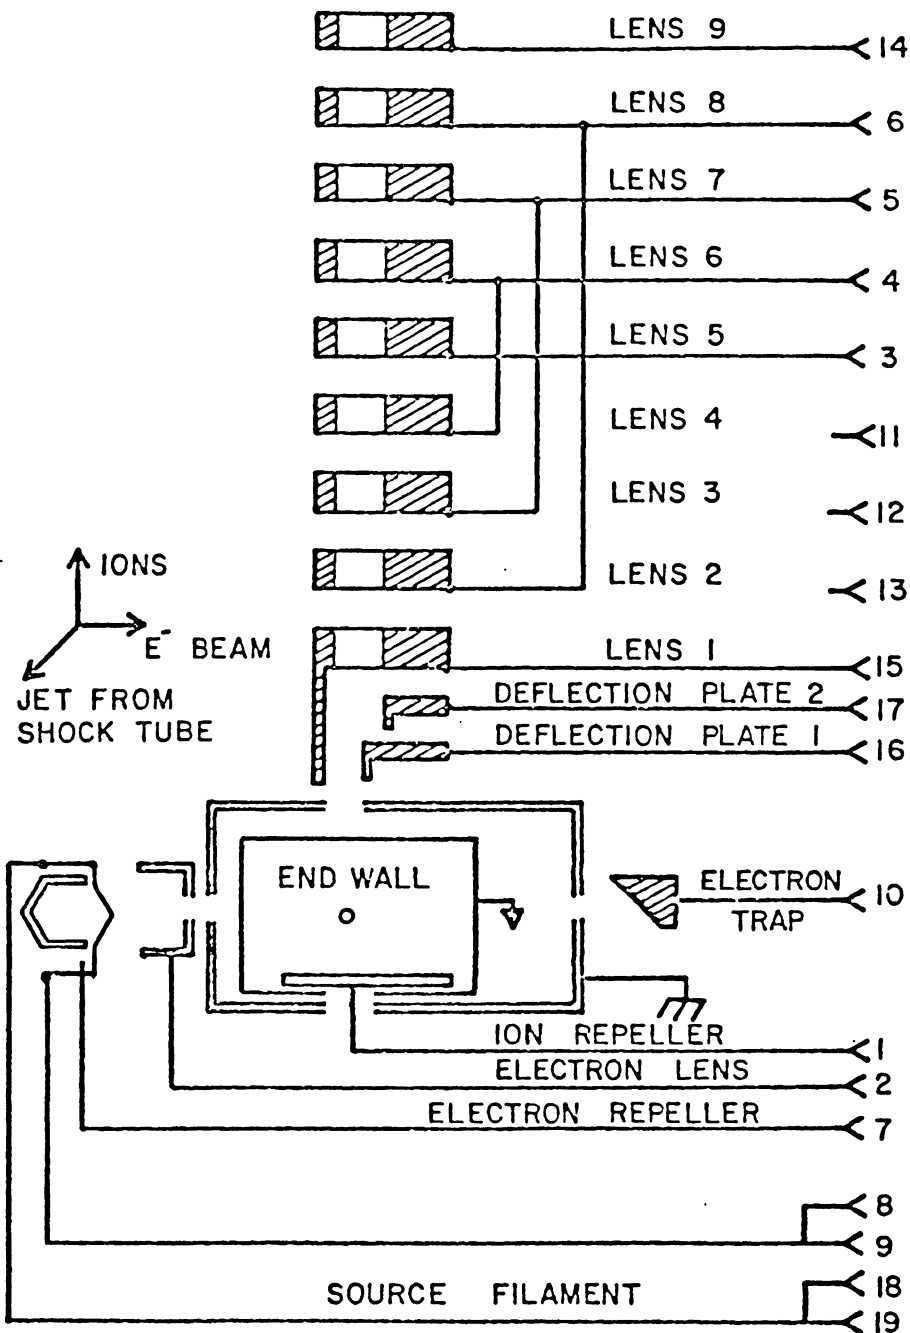 LENS 9
14
LENS 8
6
LENS 7
5
LENS 6
4
LENS 5
3
LENS 4
11
LENS 3
12
LENS 2
13
IONS
E⁻ BEAM
JET FROM
SHOCK TUBE
LENS 1
15
DEFLECTION PLATE 2
17
DEFLECTION PLATE 1
16
END WALL
ELECTRON
TRAP
10
ION REPELLER
1
ELECTRON LENS
2
ELECTRON REPELLER
7
8
9
SOURCE FILAMENT
18
19